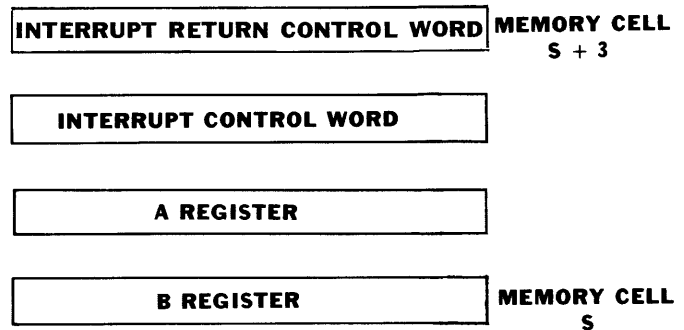 INTERRUPT RETURN CONTROL WORD MEMORY CELL
S + 3
INTERRUPT CONTROL WORD
A REGISTER
B REGISTER MEMORY CELL
S